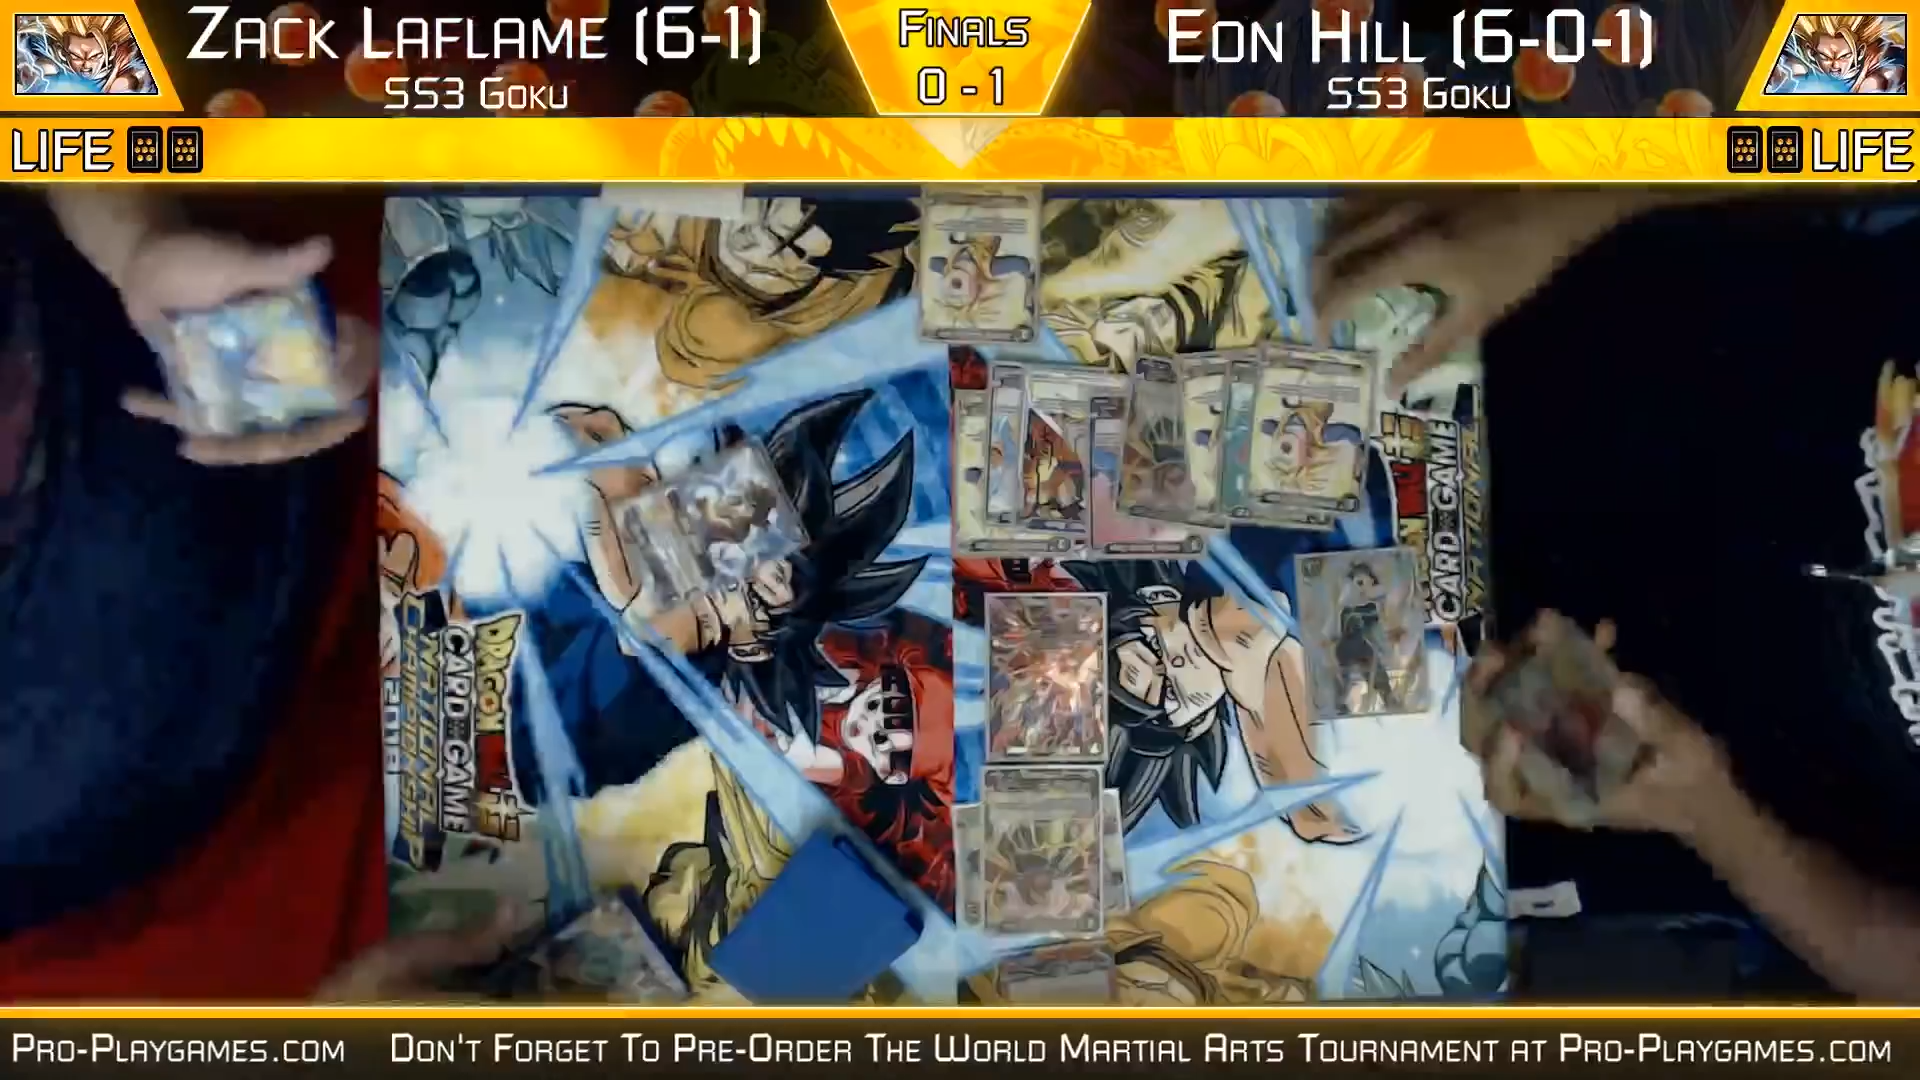 Zack Laflame (6-1)
SS3 Goku
Finals
0 - 1
Eon Hill (6-0-1)
SS3 Goku
LIFE
LIFE
DRAGON
CARD GAME
NATIONAL
CHAMPIONSHIP
2018
CARD GAME
Pro-Playgames.com
Don't Forget To Pre-Order The World Martial Arts Tournament at Pro-Playgames.com